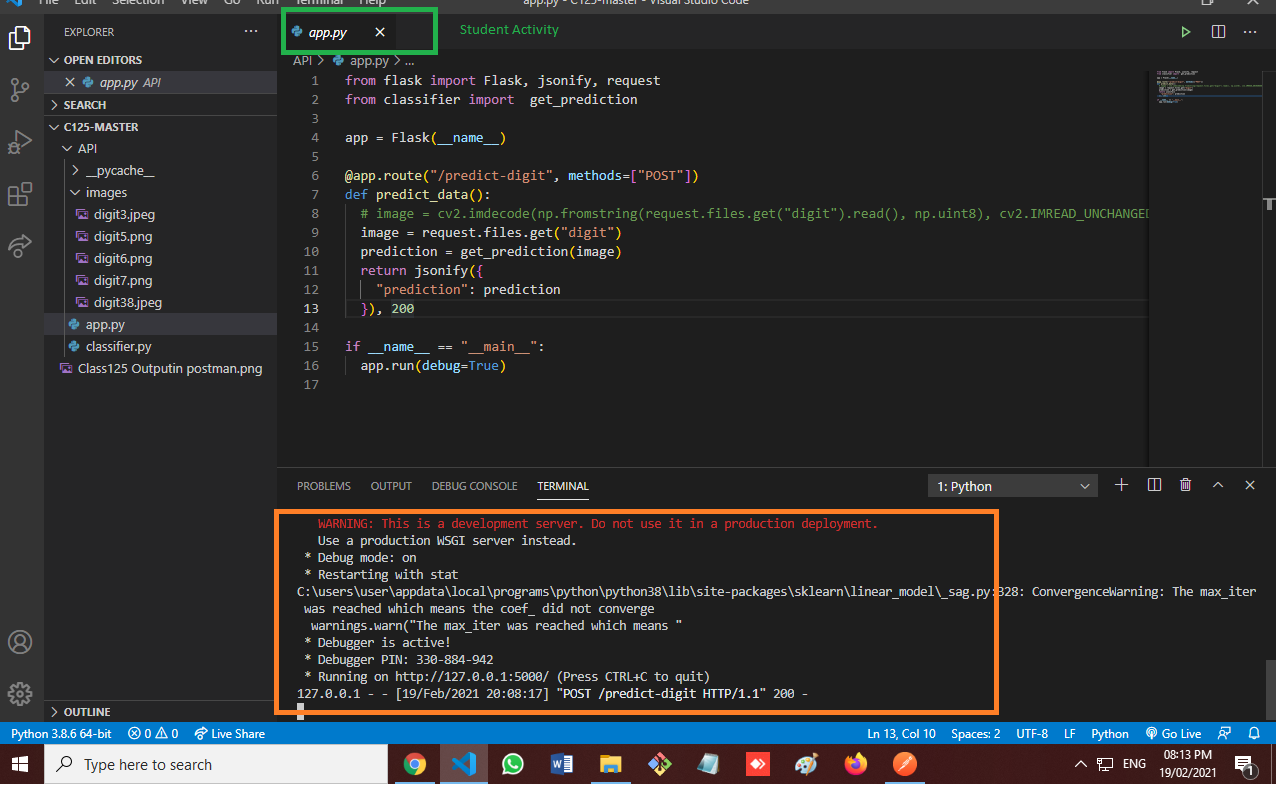 File Edit Selection View Go Run Terminal Help app.py - C125-master - Visual Studio Code
EXPLORER ...
app.py
Student Activity
OPEN EDITORS
app.py API
SEARCH
C125-MASTER
API
__pycache__
images
digit3.jpeg
digit5.png
digit6.png
digit7.png
digit38.jpeg
app.py
classifier.py
Class125 Outputin postman.png
OUTLINE
API > app.py > ...
1 from flask import Flask, jsonify, request
2 from classifier import  get_prediction
3
4 app = Flask(__name__)
5
6 @app.route("/predict-digit", methods=["POST"])
7 def predict_data():
8   # image = cv2.imdecode(np.fromstring(request.files.get("digit").read(), np.uint8), cv2.IMREAD_UNCHANGED
9   image = request.files.get("digit")
10   prediction = get_prediction(image)
11   return jsonify({
12     "prediction": prediction
13   }), 200
14
15 if __name__ == "__main__":
16   app.run(debug=True)
17
PROBLEMS OUTPUT DEBUG CONSOLE TERMINAL 1: Python
WARNING: This is a development server. Do not use it in a production deployment.
Use a production WSGI server instead.
* Debug mode: on
* Restarting with stat
C:\users\user\appdata\local\programs\python\python38\lib\site-packages\sklearn\linear_model\_sag.py:328: ConvergenceWarning: The max_iter
was reached which means the coef_ did not converge
warnings.warn("The max_iter was reached which means "
* Debugger is active!
* Debugger PIN: 330-884-942
* Running on http://127.0.0.1:5000/ (Press CTRL+C to quit)
127.0.0.1 - - [19/Feb/2021 20:08:17] "POST /predict-digit HTTP/1.1" 200 -
Python 3.8.6 64-bit 0 0 Live Share Ln 13, Col 10 Spaces: 2 UTF-8 LF Python Go Live
Type here to search
ENG
08:13 PM
19/02/2021
1